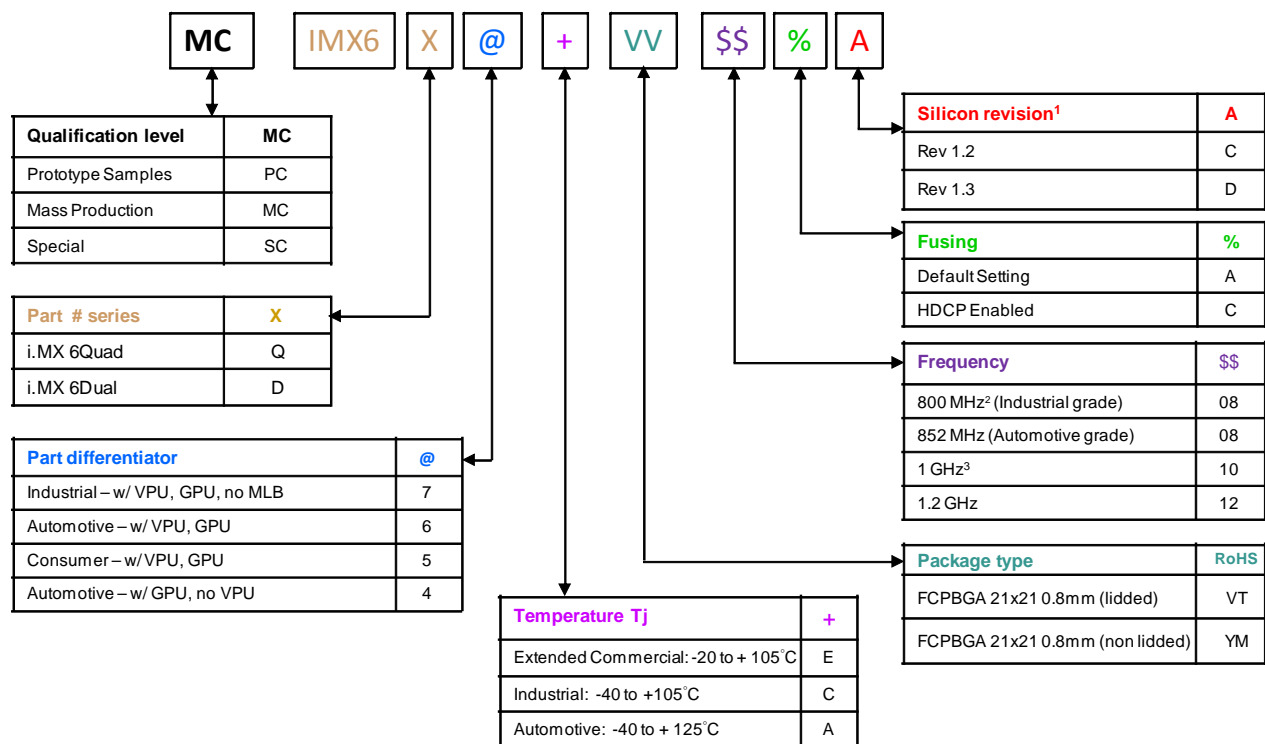 MC IMX6 X @ + VV $$ % A
Qualification level MC
Prototype Samples PC
Mass Production MC
Special SC
Part # series X
i.MX 6Quad Q
i.MX 6Dual D
Part differentiator @
Industrial – w/ VPU, GPU, no MLB 7
Automotive – w/ VPU, GPU 6
Consumer – w/ VPU, GPU 5
Automotive – w/ GPU, no VPU 4
Temperature Tj +
Extended Commercial: -20 to + 105°C E
Industrial: -40 to +105°C C
Automotive: -40 to + 125°C A
Silicon revision¹ A
Rev 1.2 C
Rev 1.3 D
Fusing %
Default Setting A
HDCP Enabled C
Frequency $$
800 MHz² (Industrial grade) 08
852 MHz (Automotive grade) 08
1 GHz³ 10
1.2 GHz 12
Package type RoHS
FCPBGA 21x21 0.8mm (lidded) VT
FCPBGA 21x21 0.8mm (non lidded) YM